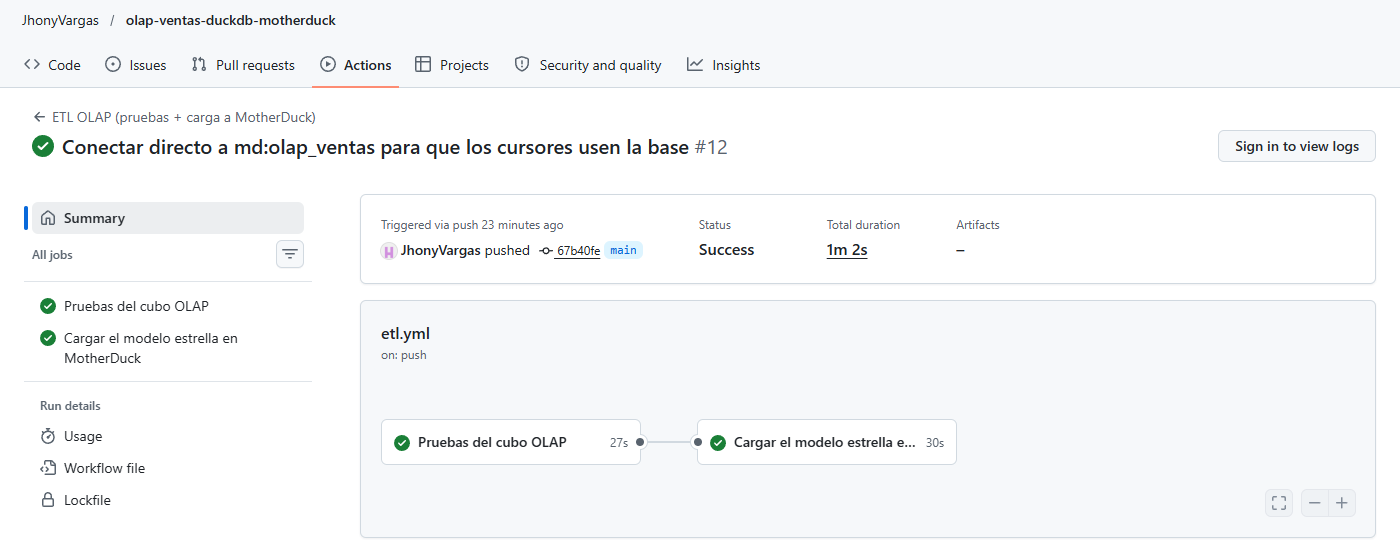 JhonyVargas / olap-ventas-duckdb-motherduck
Code Issues Pull requests Actions Projects Security and quality Insights
ETL OLAP (pruebas + carga a MotherDuck)
Conectar directo a md:olap_ventas para que los cursores usen la base #12
Sign in to view logs
Summary
All jobs
Pruebas del cubo OLAP
Cargar el modelo estrella en
MotherDuck
Run details
Usage
Workflow file
Lockfile
Triggered via push 23 minutes ago
JhonyVargas pushed 67b40fe main
Status
Success
Total duration
1m 2s
Artifacts
–
etl.yml
on: push
Pruebas del cubo OLAP 27s
Cargar el modelo estrella e... 30s